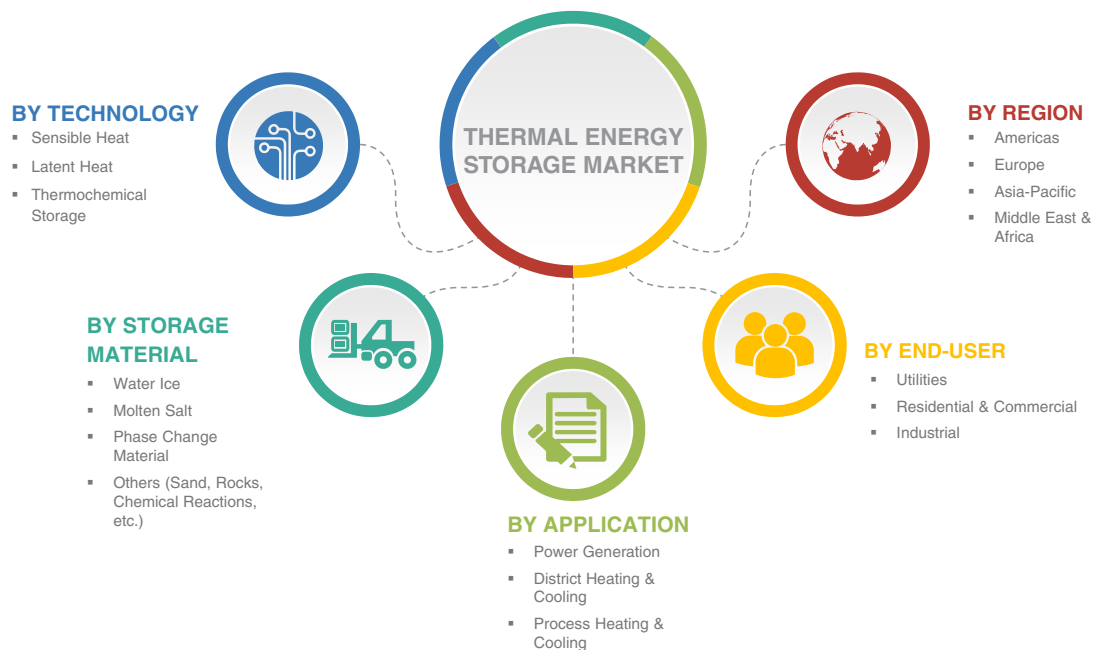 THERMAL ENERGY
STORAGE MARKET
BY TECHNOLOGY
▪ Sensible Heat
▪ Latent Heat
▪ Thermochemical
Storage
BY STORAGE
MATERIAL
▪ Water Ice
▪ Molten Salt
▪ Phase Change
Material
▪ Others (Sand, Rocks,
Chemical Reactions,
etc.)
BY APPLICATION
▪ Power Generation
▪ District Heating &
Cooling
▪ Process Heating &
Cooling
BY END-USER
▪ Utilities
▪ Residential & Commercial
▪ Industrial
BY REGION
▪ Americas
▪ Europe
▪ Asia-Pacific
▪ Middle East &
Africa